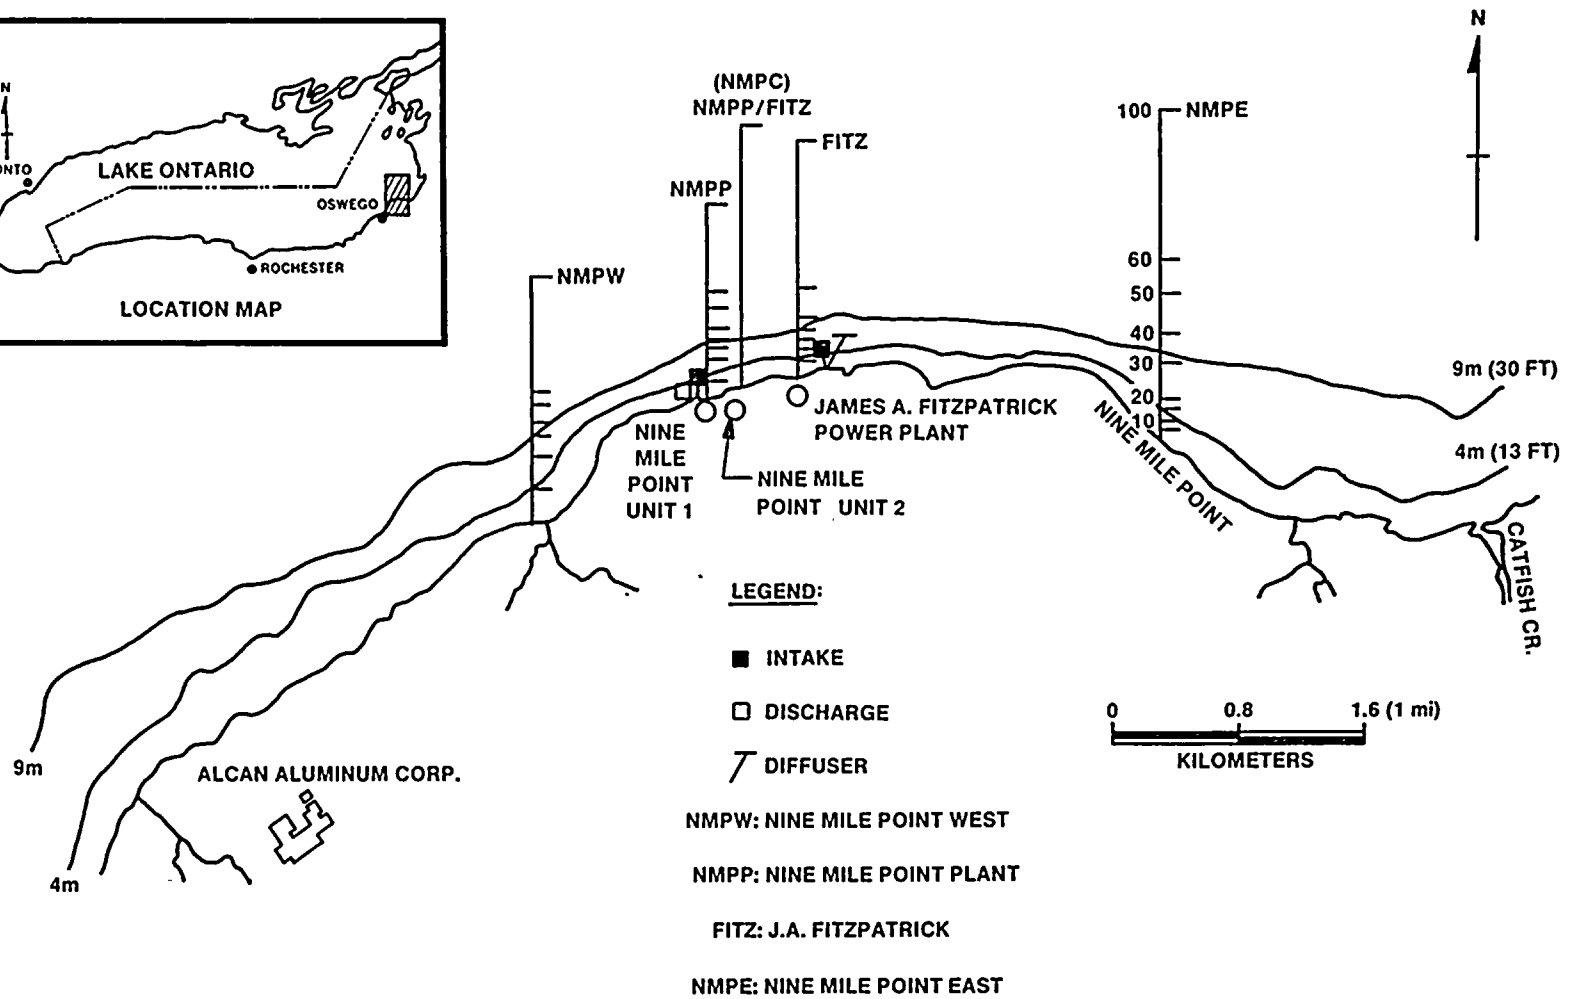 N
ONTO
LAKE ONTARIO
OSWEGO
ROCHESTER
LOCATION MAP
(NMPC)
NMPP/FITZ
FITZ
NMPP
NMPW
100
NMPE
60
50
40
30
20
10
N
9m (30 FT)
4m (13 FT)
NINE
MILE
POINT
UNIT 1
NINE MILE
POINT UNIT 2
JAMES A. FITZPATRICK
POWER PLANT
NINE MILE POINT
CATFISH CR.
9m
4m
ALCAN ALUMINUM CORP.
LEGEND:
INTAKE
DISCHARGE
DIFFUSER
NMPW: NINE MILE POINT WEST
NMPP: NINE MILE POINT PLANT
FITZ: J.A. FITZPATRICK
NMPE: NINE MILE POINT EAST
0 0.8 1.6 (1 mi)
KILOMETERS